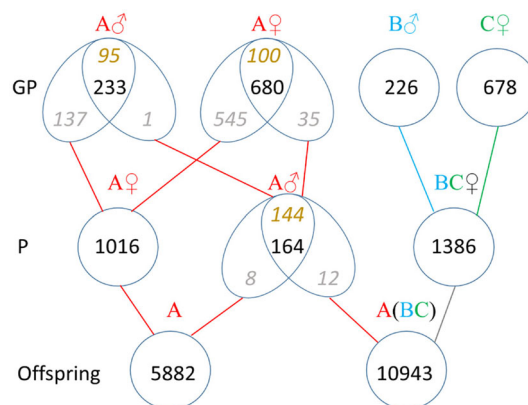 A♂ A♀ B♂ C♀
95 100
GP 233 680 226 678
137 1 545 35
A♀ A♂ BC♀
144
P 1016 164 1386
8 12
A A(BC)
Offspring 5882 10943